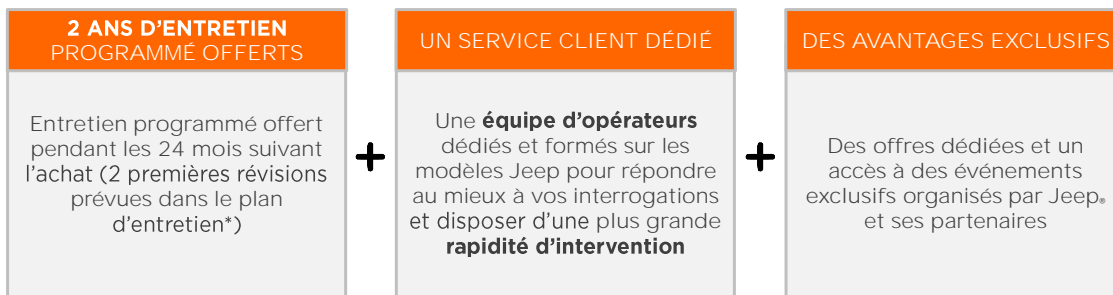 2 ANS D’ENTRETIEN
PROGRAMMÉ OFFERTS
Entretien programmé offert
pendant les 24 mois suivant
l’achat (2 premières révisions
prévues dans le plan
d’entretien*)
+
UN SERVICE CLIENT DÉDIÉ
Une équipe d’opérateurs
dédiés et formés sur les
modèles Jeep pour répondre
au mieux à vos interrogations
et disposer d’une plus grande
rapidité d’intervention
+
DES AVANTAGES EXCLUSIFS
Des offres dédiées et un
accès à des événements
exclusifs organisés par Jeep®
et ses partenaires